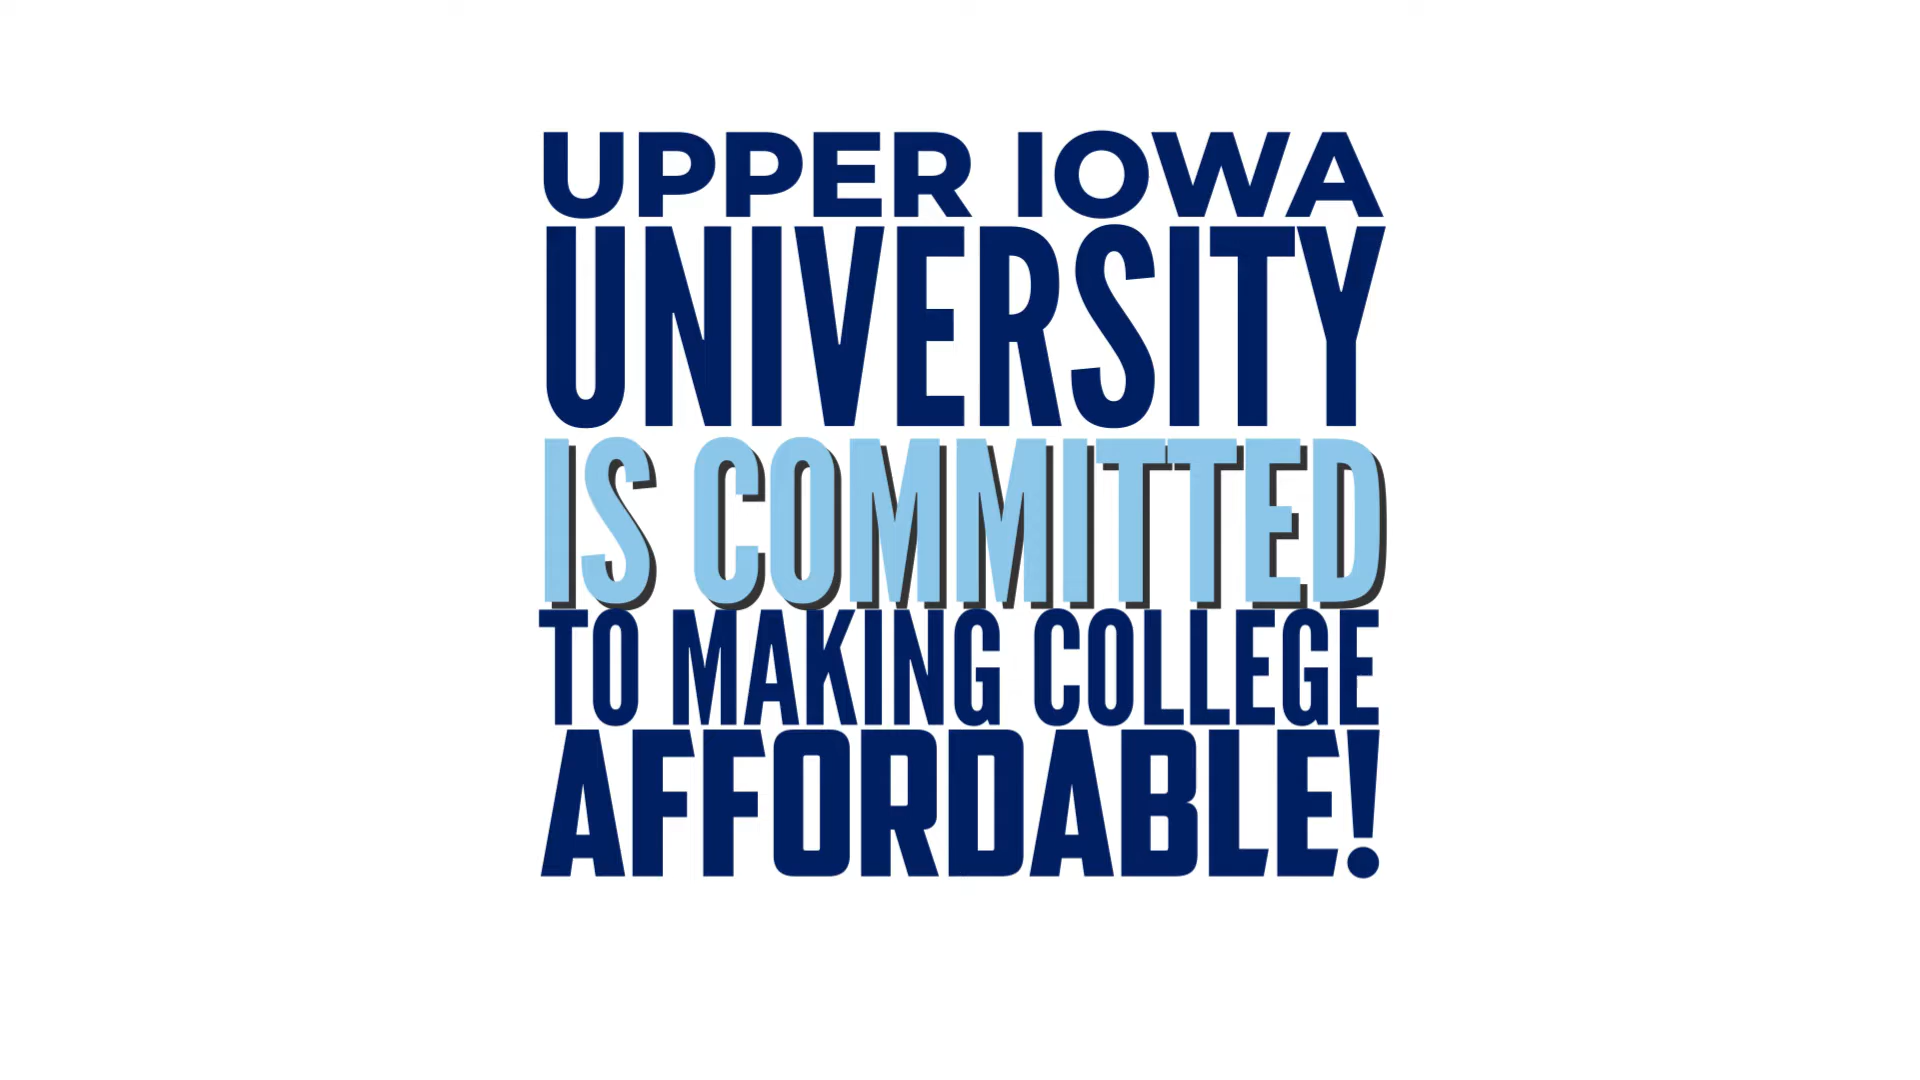 UPPER IOWA
UNIVERSITY
IS COMMITTED
TO MAKING COLLEGE
AFFORDABLE!